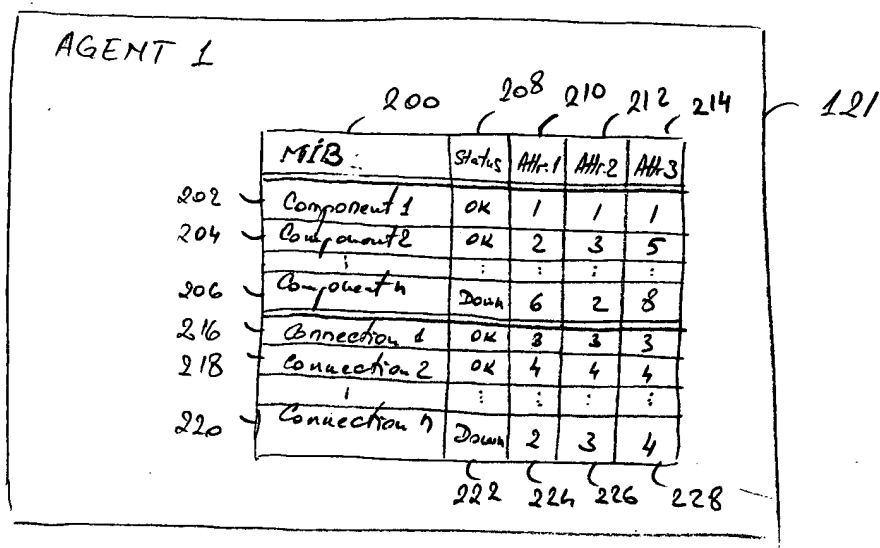 AGENT 1
200 208 210 212 214 121
MIB Status Attr.1 Attr.2 Attr.3
202 Component 1 OK 1 1 1
204 Component 2 OK 2 3 5
⋮ ⋮ ⋮ ⋮ ⋮
206 Component n Down 6 2 8
216 Connection 1 OK 3 3 3
218 Connection 2 OK 4 4 4
⋮ ⋮ ⋮ ⋮ ⋮
220 Connection n Down 2 3 4
222 224 226 228